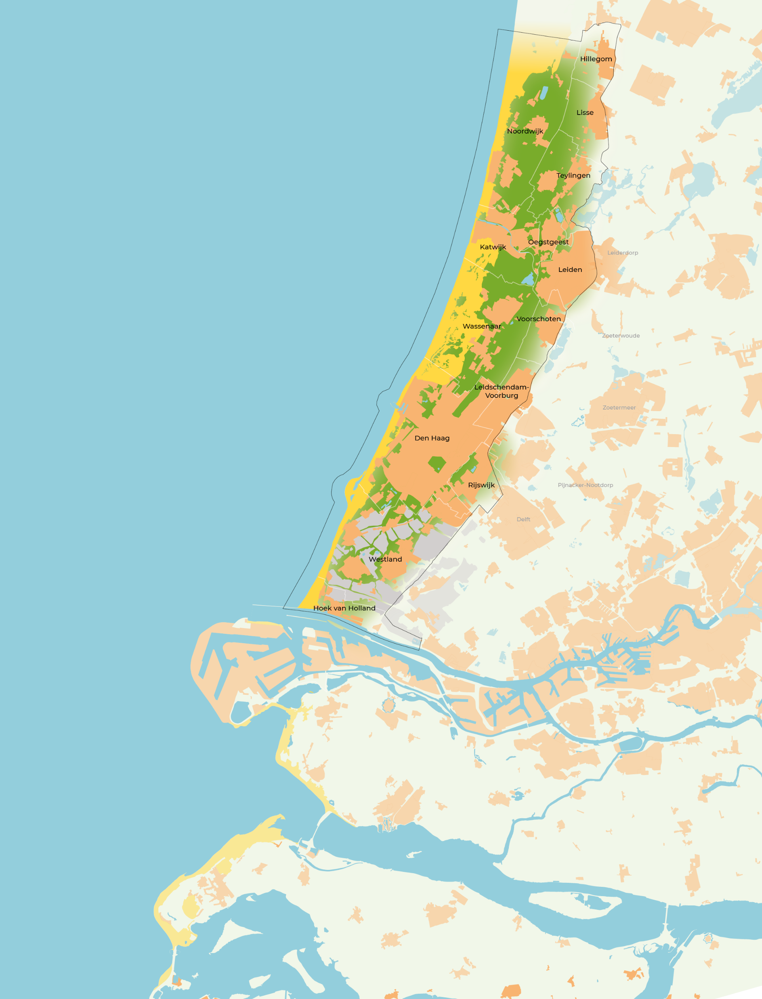 Hillegom
Lisse
Noordwijk
Teylingen
Oegstgeest
Katwijk
Leiderdorp
Leiden
Voorschoten
Wassenaar
Zoeterwoude
Leidschendam-
Voorburg
Zoetermeer
Den Haag
Rijswijk
Pijnacker-Nootdorp
Delft
Westland
Hoek van Holland